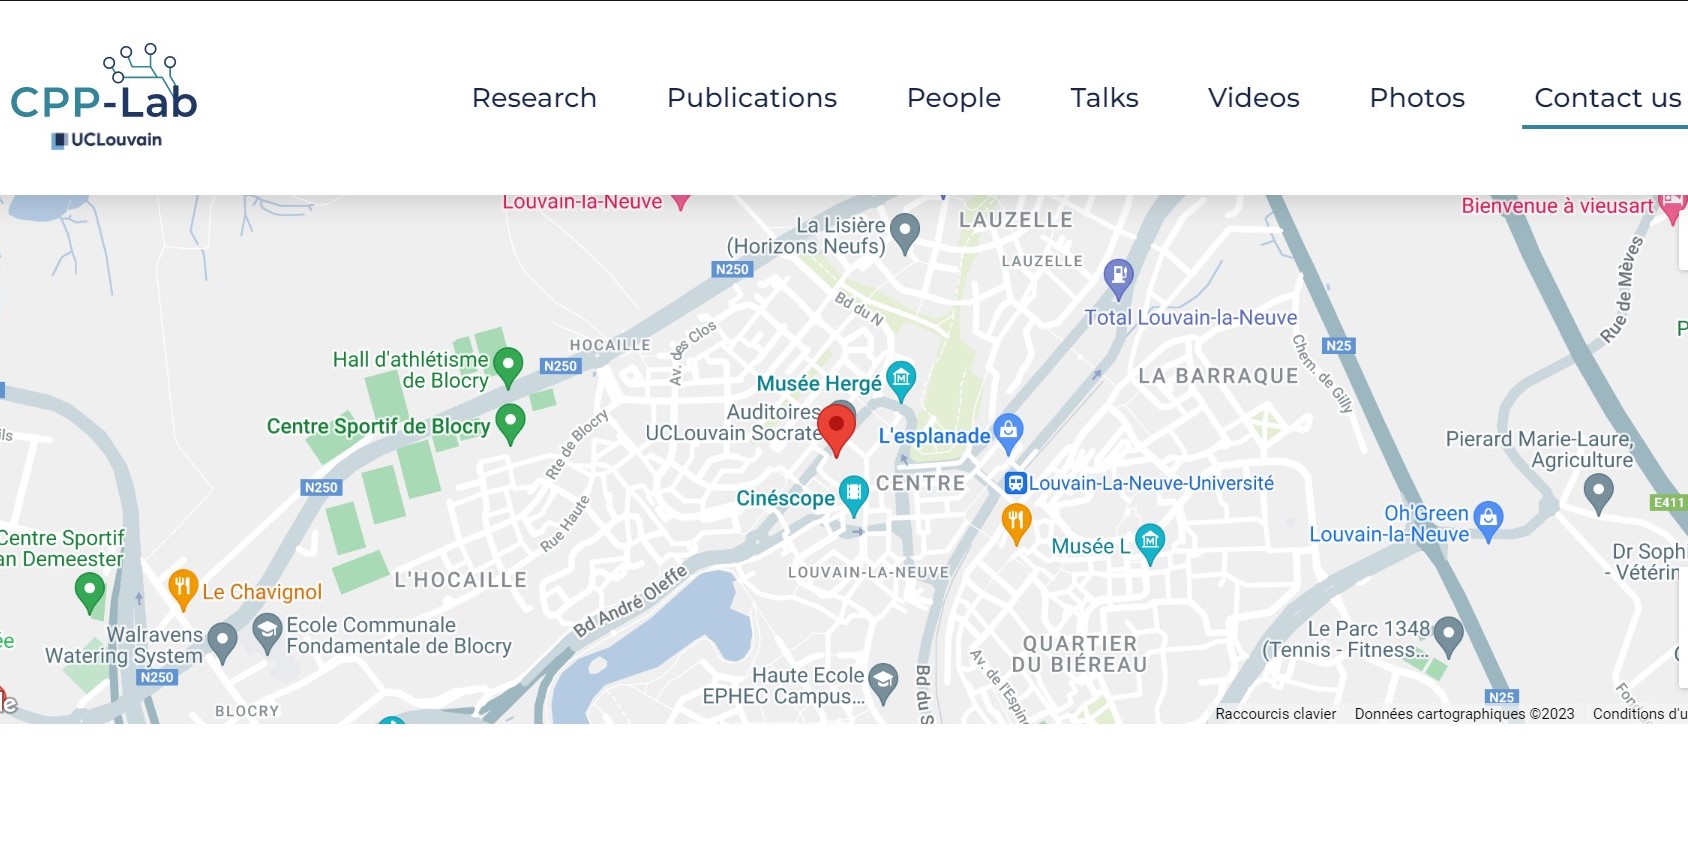 CPP-Lab
UCLouvain
Research
Publications
People
Talks
Videos
Photos
Contact us
Louvain-la-Neuve
La Lisière
(Horizons Neufs)
LAUZELLE
LAUZELLE
Bienvenue à vieusart
N250
Bd du N
Total Louvain-la-Neuve
Rue de Mèves
Av. des Clos
HOCAILLE
N25
Hall d'athlétisme
de Blocry
N250
Chem. de Gilly
Musée Hergé
LA BARRAQUE
Auditoires
UCLouvain Socrate
Centre Sportif de Blocry
Rte de Blocry
L'esplanade
Pierard Marie-Laure,
Agriculture
N250
CENTRE
Louvain-La-Neuve-Université
Cinéscope
E411
Rue Haute
Oh'Green
Louvain-la-Neuve
Centre Sportif
an Demeester
Musée L
Dr Sophi
- Vétérin
LOUVAIN-LA-NEUVE
L'HOCAILLE
Le Chavignol
Bd André Oleffe
Ecole Communale
Fondamentale de Blocry
Walravens
Watering System
Le Parc 1348
(Tennis - Fitness...
QUARTIER
DU BIÉREAU
N250
Haute Ecole
EPHEC Campus...
Bd du S
Av. de l'Espin
N25
BLOCRY
Raccourcis clavier
Données cartographiques ©2023
Conditions d'u